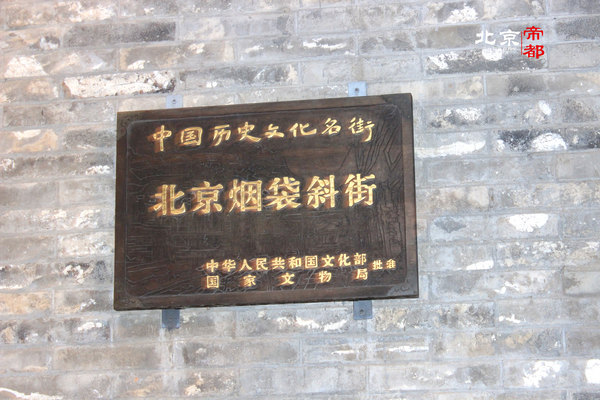 北京帝都
中国历史文化名街
北京烟袋斜街
中华人民共和国文化部
国家文物局
批准